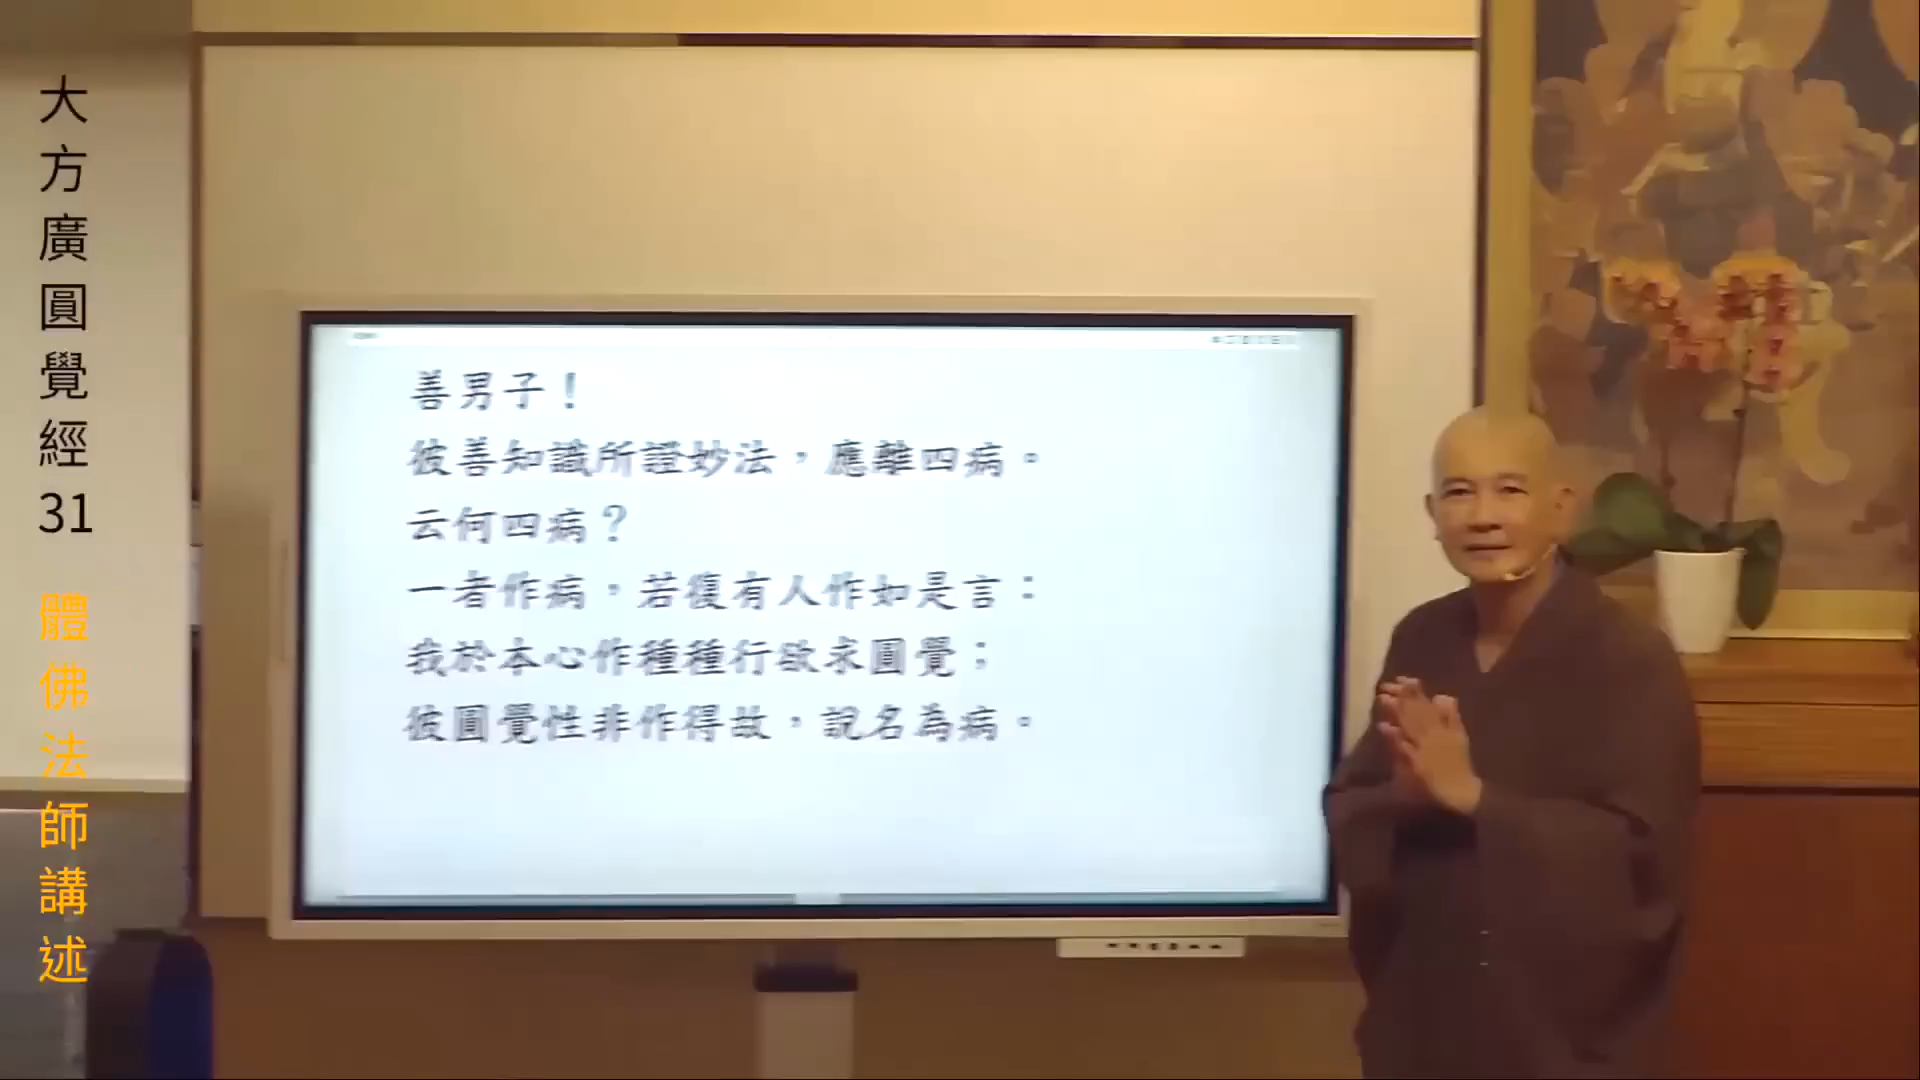 大方廣圓覺經31
體佛法師講述
善男子！
彼善知識所證妙法，應離四病。
云何四病？
一者作病，若復有人作如是言：
我於本心作種種行欲求圓覺；
彼圓覺性非作得故，說名為病。